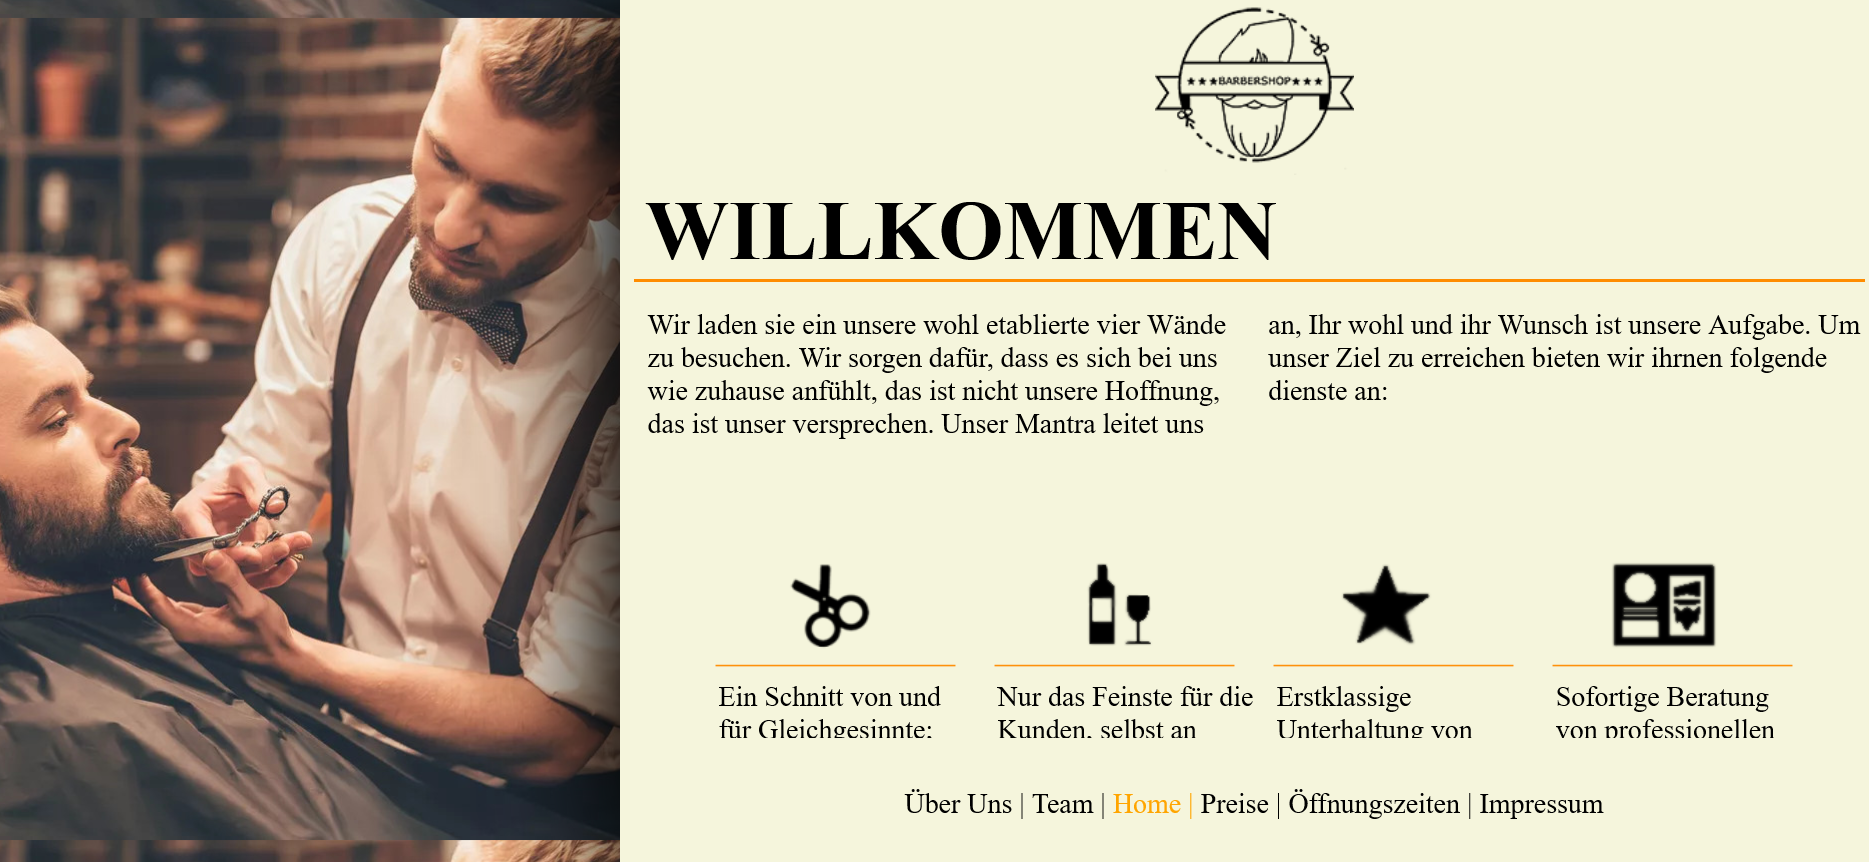 ★★★BARBERSHOP★★★
WILLKOMMEN
Wir laden sie ein unsere wohl etablierte vier Wände
zu besuchen. Wir sorgen dafür, dass es sich bei uns
wie zuhause anfühlt, das ist nicht unsere Hoffnung,
das ist unser versprechen. Unser Mantra leitet uns
an, Ihr wohl und ihr Wunsch ist unsere Aufgabe. Um
unser Ziel zu erreichen bieten wir ihrnen folgende
dienste an:
Ein Schnitt von und
für Gleichgesinnte:
Nur das Feinste für die
Kunden, selbst an
Erstklassige
Unterhaltung von
Sofortige Beratung
von professionellen
Über Uns | Team | Home | Preise | Öffnungszeiten | Impressum